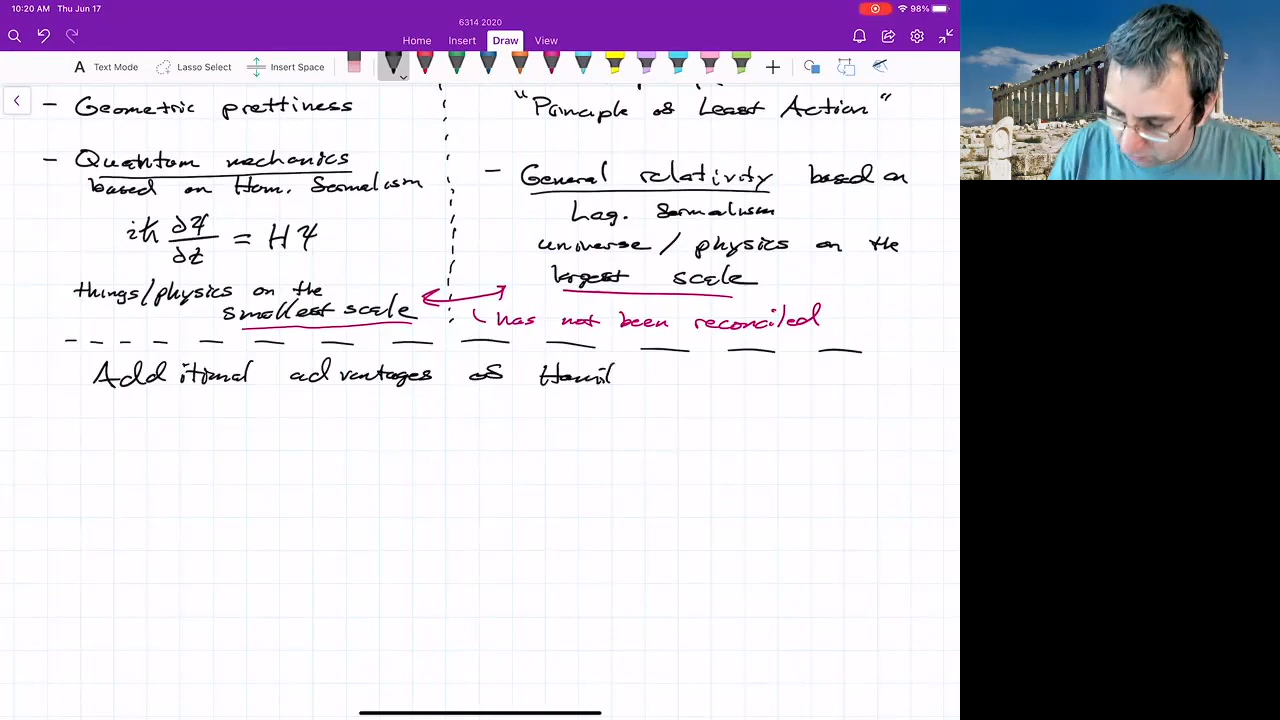 10:20 AM Thu Jun 17
98%
6314 2020
Home Insert Draw View
Text Mode Lasso Select Insert Space
- Geometric prettiness
- Quantum mechanics
based on Ham. formalism
iħ ∂Ψ/∂t = HΨ
things/physics on the
smallest scale
"Principle of Least Action"
- General relativity based on
Lag. formalism
universe/physics on the
largest scale
has not been reconciled
Additional advantages of Hamil